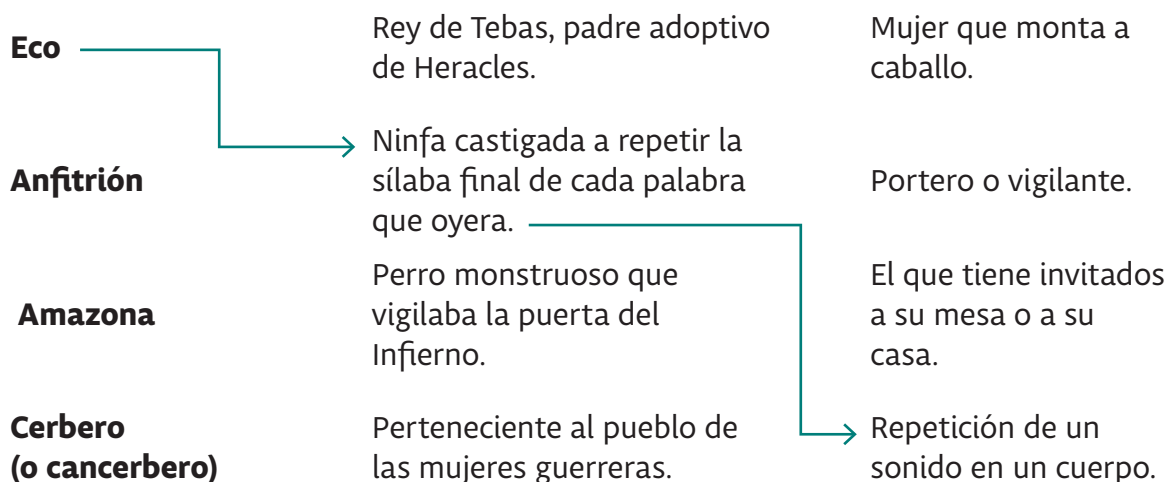 Eco
Rey de Tebas, padre adoptivo
de Heracles.
Mujer que monta a
caballo.
Anfitrión
Ninfa castigada a repetir la
sílaba final de cada palabra
que oyera.
Portero o vigilante.
Amazona
Perro monstruoso que
vigilaba la puerta del
Infierno.
El que tiene invitados
a su mesa o a su
casa.
Cerbero
(o cancerbero)
Perteneciente al pueblo de
las mujeres guerreras.
Repetición de un
sonido en un cuerpo.